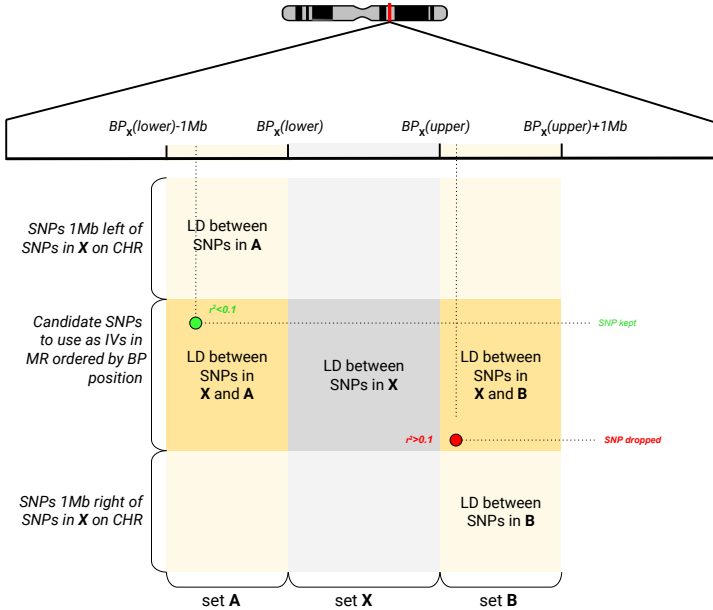 BPx(lower)-1Mb BPx(lower) BPx(upper) BPx(upper)+1Mb
SNPs 1Mb left of
SNPs in X on CHR
LD between
SNPs in A
r²<0.1
SNP kept
Candidate SNPs
to use as IVs in
MR ordered by BP
position
LD between
SNPs in
X and A
LD between
SNPs in X
LD between
SNPs in
X and B
r²>0.1
SNP dropped
SNPs 1Mb right of
SNPs in X on CHR
LD between
SNPs in B
set A set X set B